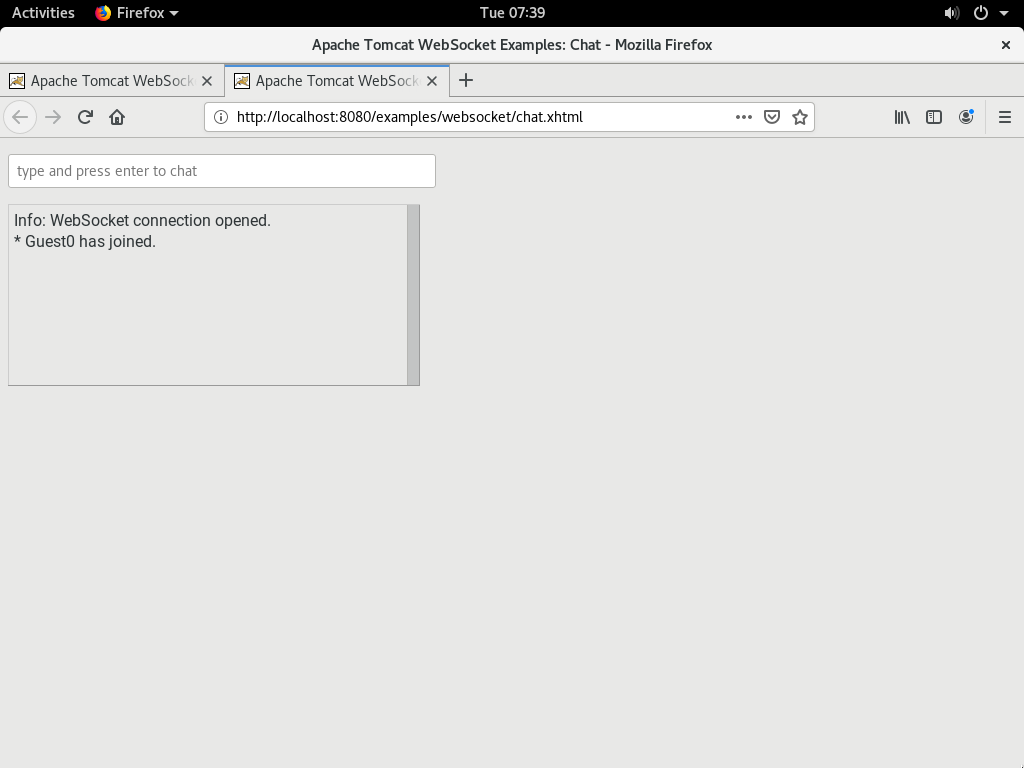 Activities Firefox Tue 07:39
Apache Tomcat WebSocket Examples: Chat - Mozilla Firefox
Apache Tomcat WebSock Apache Tomcat WebSock
http://localhost:8080/examples/websocket/chat.xhtml
type and press enter to chat
Info: WebSocket connection opened.
* Guest0 has joined.